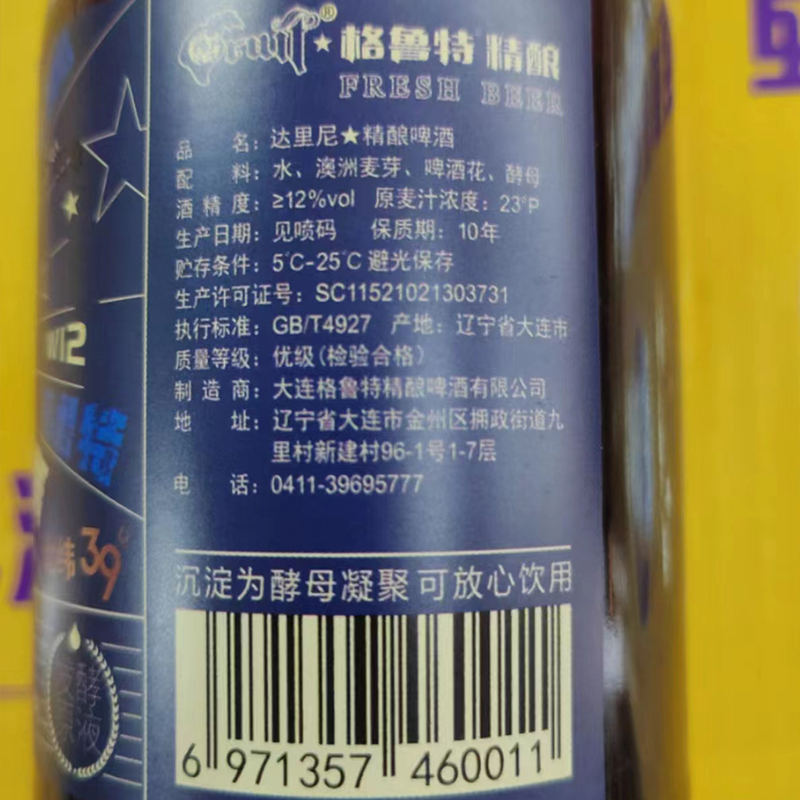 Fruit®★格鲁特 精酿
FRESH BEER
品名：达里尼★精酿啤酒
配料：水、澳洲麦芽、啤酒花、酵母
酒精度：≥12%vol 原麦汁浓度：23°P
生产日期：见喷码 保质期：10年
贮存条件：5℃-25℃ 避光保存
生产许可证号：SC11521021303731
执行标准：GB/T4927 产地：辽宁省大连市
质量等级：优级(检验合格)
制造商：大连格鲁特精酿啤酒有限公司
地址：辽宁省大连市金州区拥政街道九
里村新建村96-1号1-7层
电话：0411-39695777
沉淀为酵母凝聚可放心饮用
6 971357 460011
W12
纬39°
酵
液